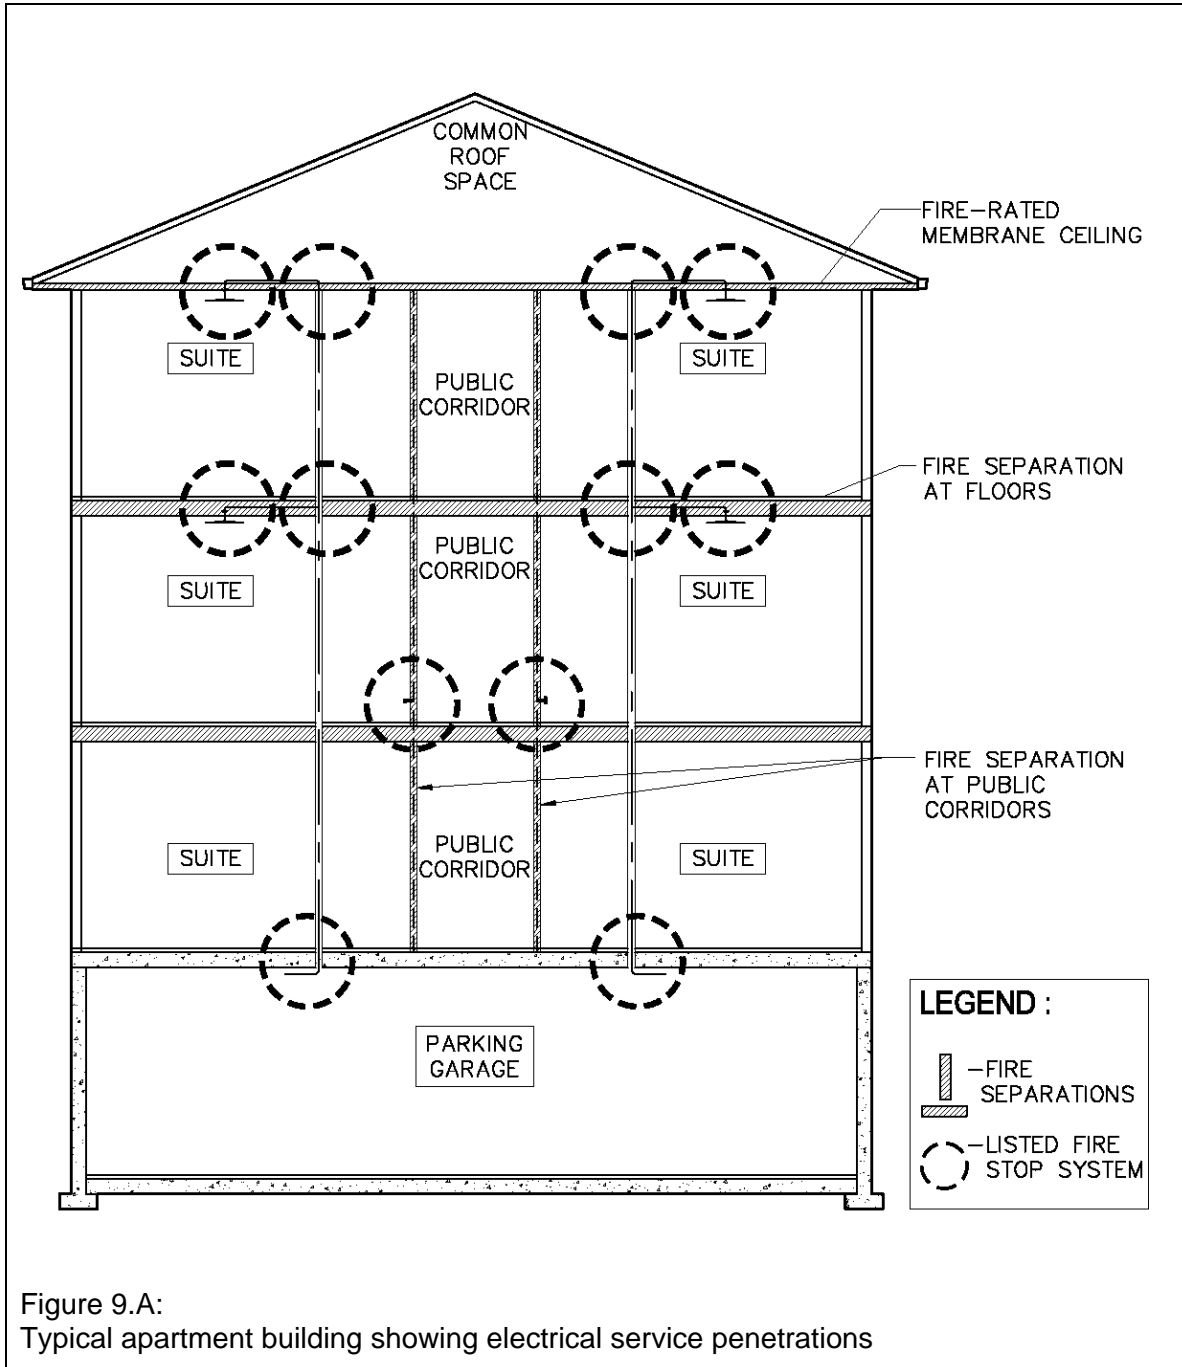 COMMON
ROOF
SPACE
FIRE-RATED
MEMBRANE CEILING
SUITE
SUITE
PUBLIC
CORRIDOR
FIRE SEPARATION
AT FLOORS
PUBLIC
CORRIDOR
SUITE
SUITE
FIRE SEPARATION
AT PUBLIC
CORRIDORS
SUITE
PUBLIC
CORRIDOR
SUITE
PARKING
GARAGE
LEGEND :
-FIRE
SEPARATIONS
-LISTED FIRE
STOP SYSTEM
Figure 9.A:
Typical apartment building showing electrical service penetrations